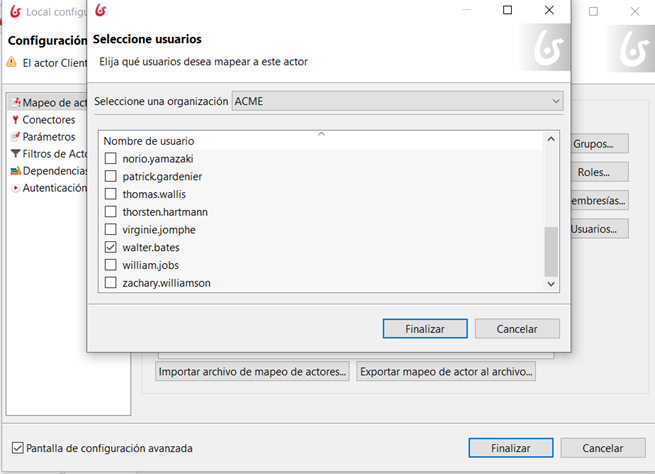 Local configu
Configuración
El actor Client
Mapeo de act
Conectores
Parámetros
Filtros de Acto
Dependencias
Autenticación
Seleccione usuarios
Elija qué usuarios desea mapear a este actor
Seleccione una organización ACME
Nombre de usuario
norio.yamazaki
patrick.gardenier
thomas.wallis
thorsten.hartmann
virginie.jomphe
walter.bates
william.jobs
zachary.williamson
Finalizar Cancelar
Grupos...
Roles...
embresías...
Usuarios...
Importar archivo de mapeo de actores... Exportar mapeo de actor al archivo...
Pantalla de configuración avanzada
Finalizar Cancelar